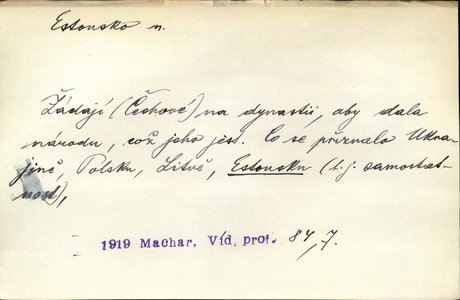 Estonsko n.
Žádají (Čechové) na dynastii, aby dala
národu, což jeho jest. Co se přiznalo Ukra-
jině, Polsku, Litvě, Estonsku (t. j. samostat-
nost),
1919 Machar, Víd, prof. 84,7.